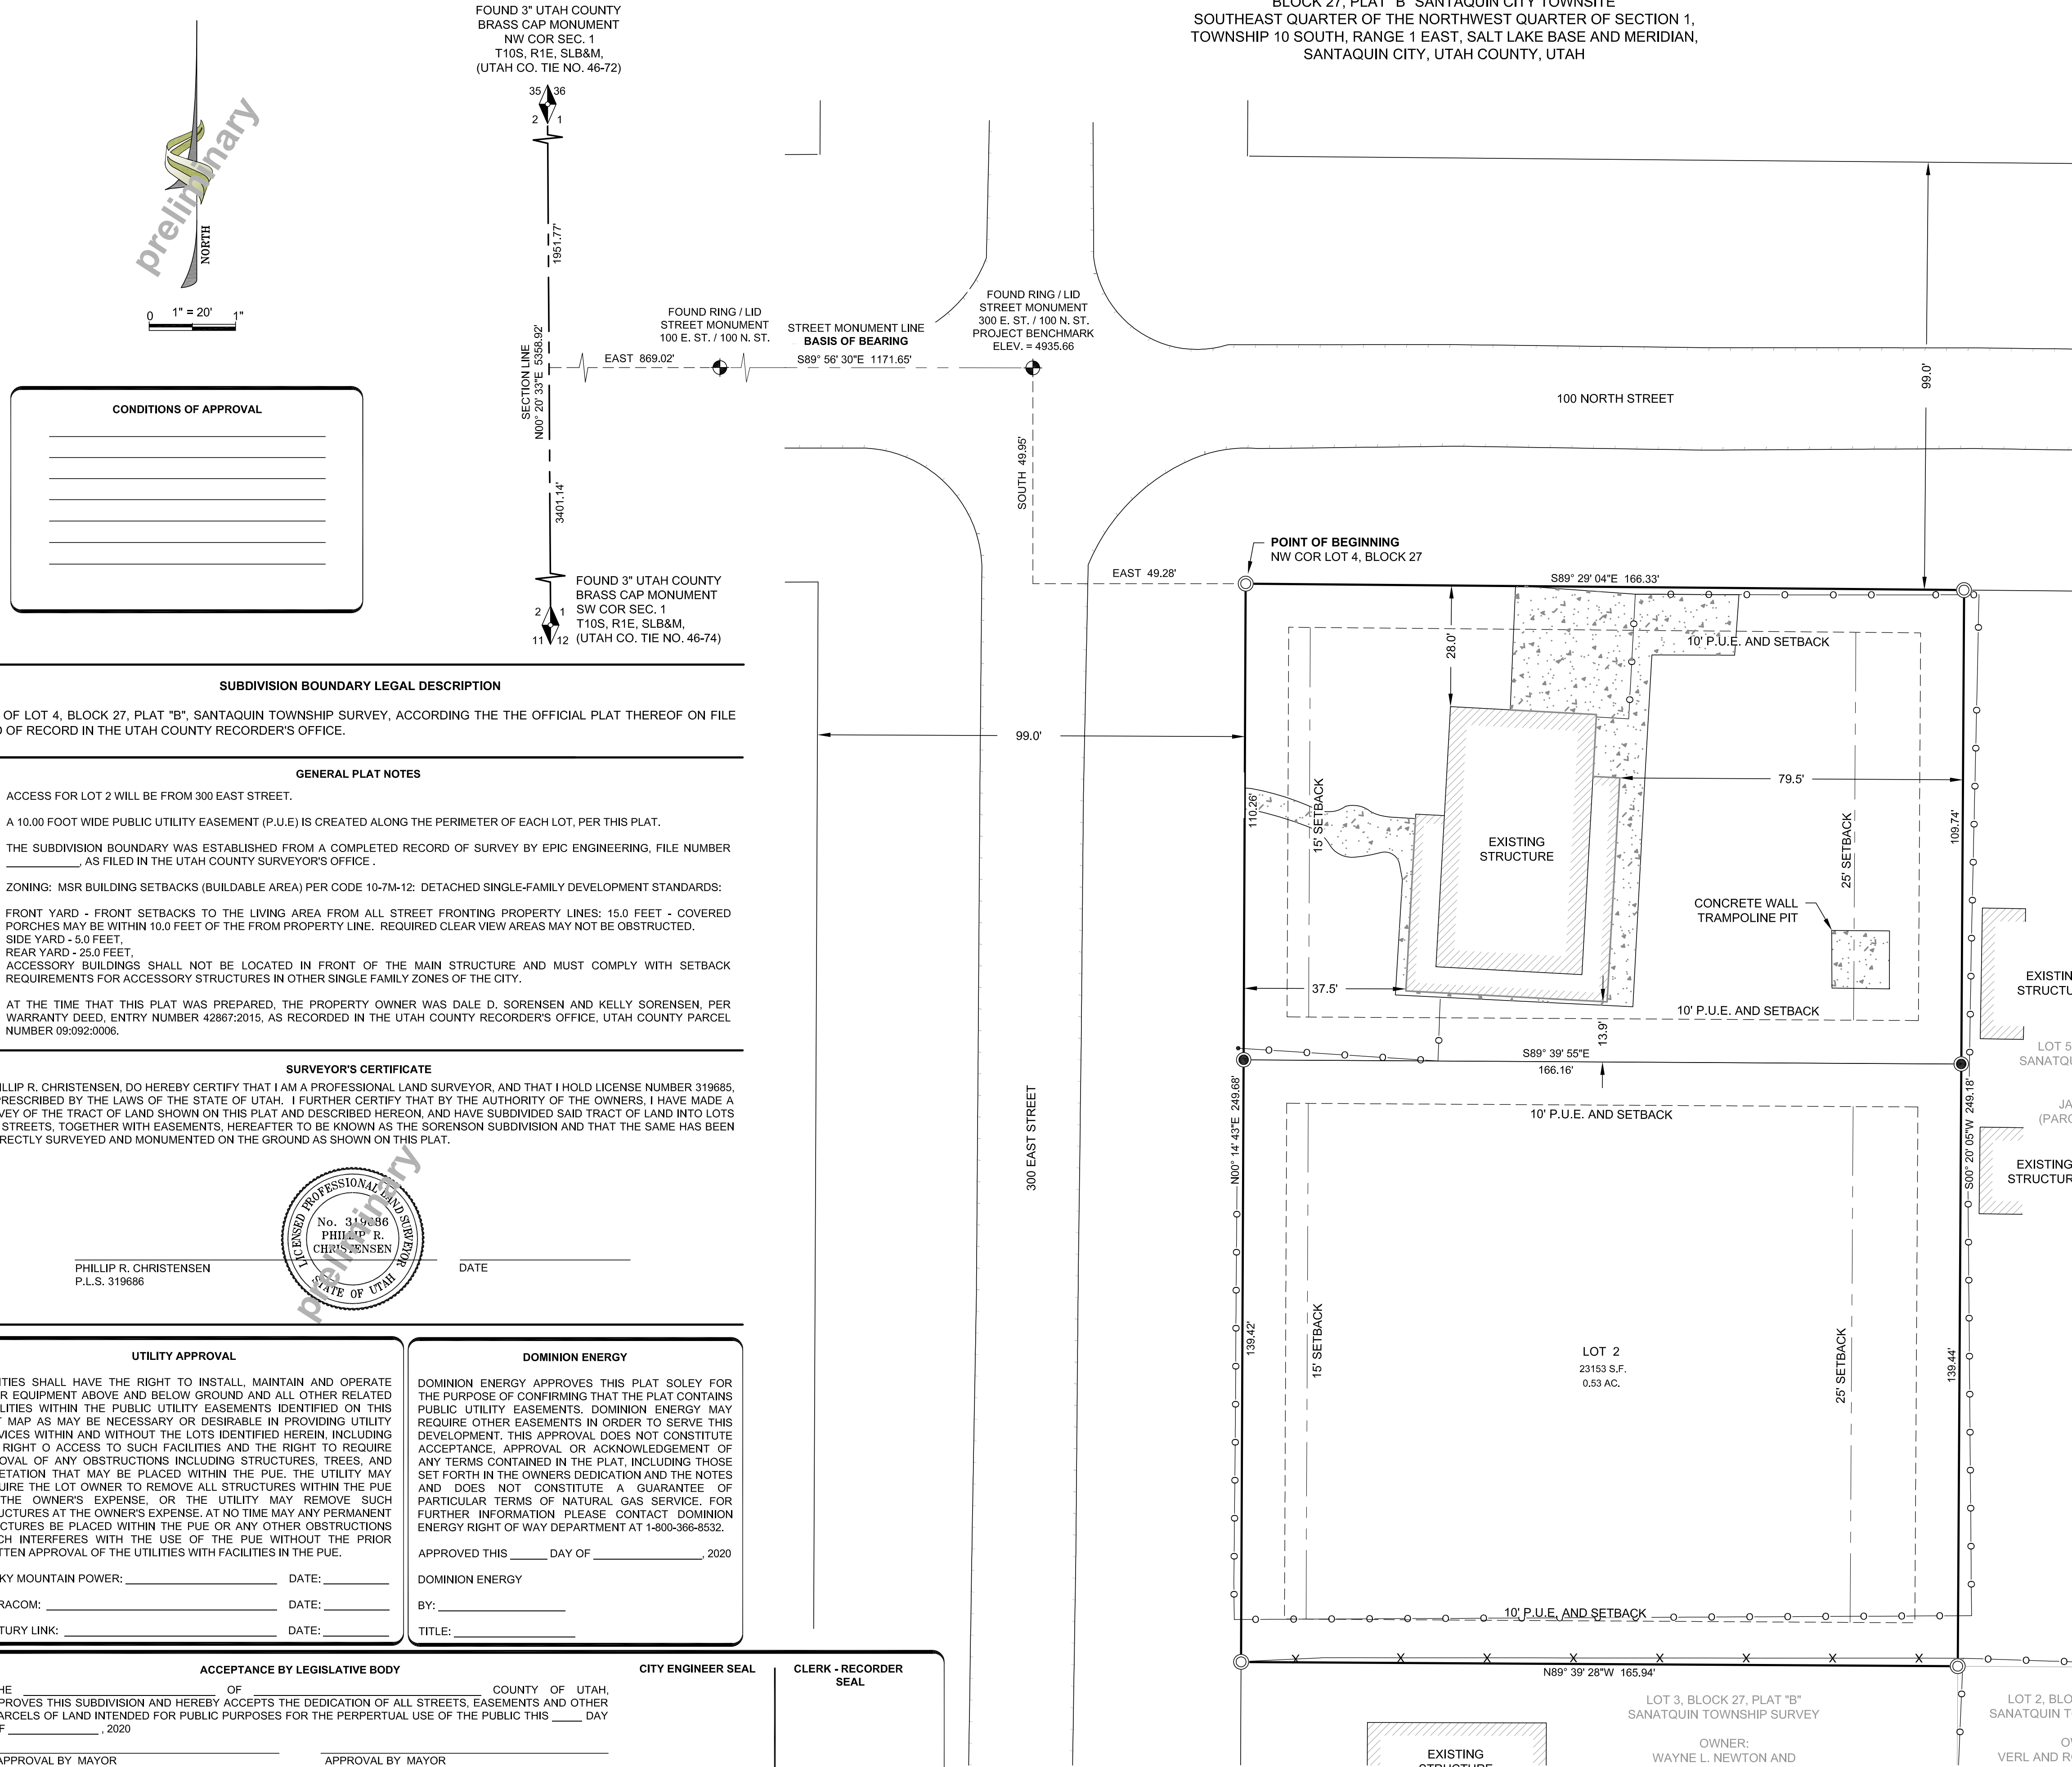 BLOCK 27, PLAT "B" SANTAQUIN CITY TOWNSITE
SOUTHEAST QUARTER OF THE NORTHWEST QUARTER OF SECTION 1,
TOWNSHIP 10 SOUTH, RANGE 1 EAST, SALT LAKE BASE AND MERIDIAN,
SANTAQUIN CITY, UTAH COUNTY, UTAH
preliminary
NORTH
0 1" = 20' 1"
FOUND 3" UTAH COUNTY
BRASS CAP MONUMENT
NW COR SEC. 1
T10S, R1E, SLB&M,
(UTAH CO. TIE NO. 46-72)
35 36
2 1
1951.77'
SECTION LINE
N00° 20' 33"E 5358.92'
3401.14'
EAST 869.02'
FOUND RING / LID
STREET MONUMENT
100 E. ST. / 100 N. ST.
STREET MONUMENT LINE
BASIS OF BEARING
S89° 56' 30"E 1171.65'
FOUND RING / LID
STREET MONUMENT
300 E. ST. / 100 N. ST.
PROJECT BENCHMARK
ELEV. = 4935.66
SOUTH 49.95'
EAST 49.28'
FOUND 3" UTAH COUNTY
BRASS CAP MONUMENT
SW COR SEC. 1
T10S, R1E, SLB&M,
(UTAH CO. TIE NO. 46-74)
2 1
11 12
CONDITIONS OF APPROVAL
SUBDIVISION BOUNDARY LEGAL DESCRIPTION
OF LOT 4, BLOCK 27, PLAT "B", SANTAQUIN TOWNSHIP SURVEY, ACCORDING THE THE OFFICIAL PLAT THEREOF ON FILE
OF RECORD IN THE UTAH COUNTY RECORDER'S OFFICE.
GENERAL PLAT NOTES
ACCESS FOR LOT 2 WILL BE FROM 300 EAST STREET.
A 10.00 FOOT WIDE PUBLIC UTILITY EASEMENT (P.U.E) IS CREATED ALONG THE PERIMETER OF EACH LOT, PER THIS PLAT.
THE SUBDIVISION BOUNDARY WAS ESTABLISHED FROM A COMPLETED RECORD OF SURVEY BY EPIC ENGINEERING, FILE NUMBER
___________, AS FILED IN THE UTAH COUNTY SURVEYOR'S OFFICE .
ZONING: MSR BUILDING SETBACKS (BUILDABLE AREA) PER CODE 10-7M-12: DETACHED SINGLE-FAMILY DEVELOPMENT STANDARDS:
FRONT YARD - FRONT SETBACKS TO THE LIVING AREA FROM ALL STREET FRONTING PROPERTY LINES: 15.0 FEET - COVERED
PORCHES MAY BE WITHIN 10.0 FEET OF THE FROM PROPERTY LINE. REQUIRED CLEAR VIEW AREAS MAY NOT BE OBSTRUCTED.
SIDE YARD - 5.0 FEET,
REAR YARD - 25.0 FEET,
ACCESSORY BUILDINGS SHALL NOT BE LOCATED IN FRONT OF THE MAIN STRUCTURE AND MUST COMPLY WITH SETBACK
REQUIREMENTS FOR ACCESSORY STRUCTURES IN OTHER SINGLE FAMILY ZONES OF THE CITY.
AT THE TIME THAT THIS PLAT WAS PREPARED, THE PROPERTY OWNER WAS DALE D. SORENSEN AND KELLY SORENSEN, PER
WARRANTY DEED, ENTRY NUMBER 42867:2015, AS RECORDED IN THE UTAH COUNTY RECORDER'S OFFICE, UTAH COUNTY PARCEL
NUMBER 09:092:0006.
SURVEYOR'S CERTIFICATE
ILLIP R. CHRISTENSEN, DO HEREBY CERTIFY THAT I AM A PROFESSIONAL LAND SURVEYOR, AND THAT I HOLD LICENSE NUMBER 319685,
PRESCRIBED BY THE LAWS OF THE STATE OF UTAH. I FURTHER CERTIFY THAT BY THE AUTHORITY OF THE OWNERS, I HAVE MADE A
VEY OF THE TRACT OF LAND SHOWN ON THIS PLAT AND DESCRIBED HEREON, AND HAVE SUBDIVIDED SAID TRACT OF LAND INTO LOTS
STREETS, TOGETHER WITH EASEMENTS, HEREAFTER TO BE KNOWN AS THE SORENSON SUBDIVISION AND THAT THE SAME HAS BEEN
RECTLY SURVEYED AND MONUMENTED ON THE GROUND AS SHOWN ON THIS PLAT.
LICENSED PROFESSIONAL LAND SURVEYOR
No. 319686
PHILLIP R.
CHRISTENSEN
STATE OF UTAH
preliminary
PHILLIP R. CHRISTENSEN
P.L.S. 319686
DATE
UTILITY APPROVAL
ITIES SHALL HAVE THE RIGHT TO INSTALL, MAINTAIN AND OPERATE
R EQUIPMENT ABOVE AND BELOW GROUND AND ALL OTHER RELATED
LITIES WITHIN THE PUBLIC UTILITY EASEMENTS IDENTIFIED ON THIS
T MAP AS MAY BE NECESSARY OR DESIRABLE IN PROVIDING UTILITY
VICES WITHIN AND WITHOUT THE LOTS IDENTIFIED HEREIN, INCLUDING
RIGHT O ACCESS TO SUCH FACILITIES AND THE RIGHT TO REQUIRE
OVAL OF ANY OBSTRUCTIONS INCLUDING STRUCTURES, TREES, AND
ETATION THAT MAY BE PLACED WITHIN THE PUE. THE UTILITY MAY
UIRE THE LOT OWNER TO REMOVE ALL STRUCTURES WITHIN THE PUE
THE OWNER'S EXPENSE, OR THE UTILITY MAY REMOVE SUCH
UCTURES AT THE OWNER'S EXPENSE. AT NO TIME MAY ANY PERMANENT
CTURES BE PLACED WITHIN THE PUE OR ANY OTHER OBSTRUCTIONS
CH INTERFERES WITH THE USE OF THE PUE WITHOUT THE PRIOR
TTEN APPROVAL OF THE UTILITIES WITH FACILITIES IN THE PUE.
KY MOUNTAIN POWER: DATE:
RACOM: DATE:
TURY LINK: DATE:
DOMINION ENERGY
DOMINION ENERGY APPROVES THIS PLAT SOLEY FOR
THE PURPOSE OF CONFIRMING THAT THE PLAT CONTAINS
PUBLIC UTILITY EASEMENTS. DOMINION ENERGY MAY
REQUIRE OTHER EASEMENTS IN ORDER TO SERVE THIS
DEVELOPMENT. THIS APPROVAL DOES NOT CONSTITUTE
ACCEPTANCE, APPROVAL OR ACKNOWLEDGEMENT OF
ANY TERMS CONTAINED IN THE PLAT, INCLUDING THOSE
SET FORTH IN THE OWNERS DEDICATION AND THE NOTES
AND DOES NOT CONSTITUTE A GUARANTEE OF
PARTICULAR TERMS OF NATURAL GAS SERVICE. FOR
FURTHER INFORMATION PLEASE CONTACT DOMINION
ENERGY RIGHT OF WAY DEPARTMENT AT 1-800-366-8532.
APPROVED THIS ______ DAY OF ________________, 2020
DOMINION ENERGY
BY:
TITLE:
ACCEPTANCE BY LEGISLATIVE BODY
HE ____ OF ____ COUNTY OF UTAH,
PROVES THIS SUBDIVISION AND HEREBY ACCEPTS THE DEDICATION OF ALL STREETS, EASEMENTS AND OTHER
ARCELS OF LAND INTENDED FOR PUBLIC PURPOSES FOR THE PERPERTUAL USE OF THE PUBLIC THIS _____ DAY
F ______________ , 2020
APPROVAL BY MAYOR
APPROVAL BY MAYOR
CITY ENGINEER SEAL
CLERK - RECORDER
SEAL
100 NORTH STREET
99.0'
POINT OF BEGINNING
NW COR LOT 4, BLOCK 27
S89° 29' 04"E 166.33'
28.0'
10' P.U.E. AND SETBACK
99.0'
79.5'
110.26'
15' SETBACK
EXISTING
STRUCTURE
25' SETBACK
109.74'
CONCRETE WALL
TRAMPOLINE PIT
37.5'
13.9'
10' P.U.E. AND SETBACK
S89° 39' 55"E
166.16'
300 EAST STREET
N00° 14' 43"E 249.68'
S00° 20' 05"W 249.18'
10' P.U.E. AND SETBACK
139.42'
15' SETBACK
LOT 2
23153 S.F.
0.53 AC.
25' SETBACK
139.44'
10' P.U.E. AND SETBACK
N89° 39' 28"W 165.94'
EXISTIN
STRUCTU
LOT 5
SANATQU
JA
(PARC
EXISTING
STRUCTUR
LOT 3, BLOCK 27, PLAT "B"
SANATQUIN TOWNSHIP SURVEY
OWNER:
WAYNE L. NEWTON AND
EXISTING
STRUCTURE
LOT 2, BLO
SANATQUIN T
O
VERL AND R